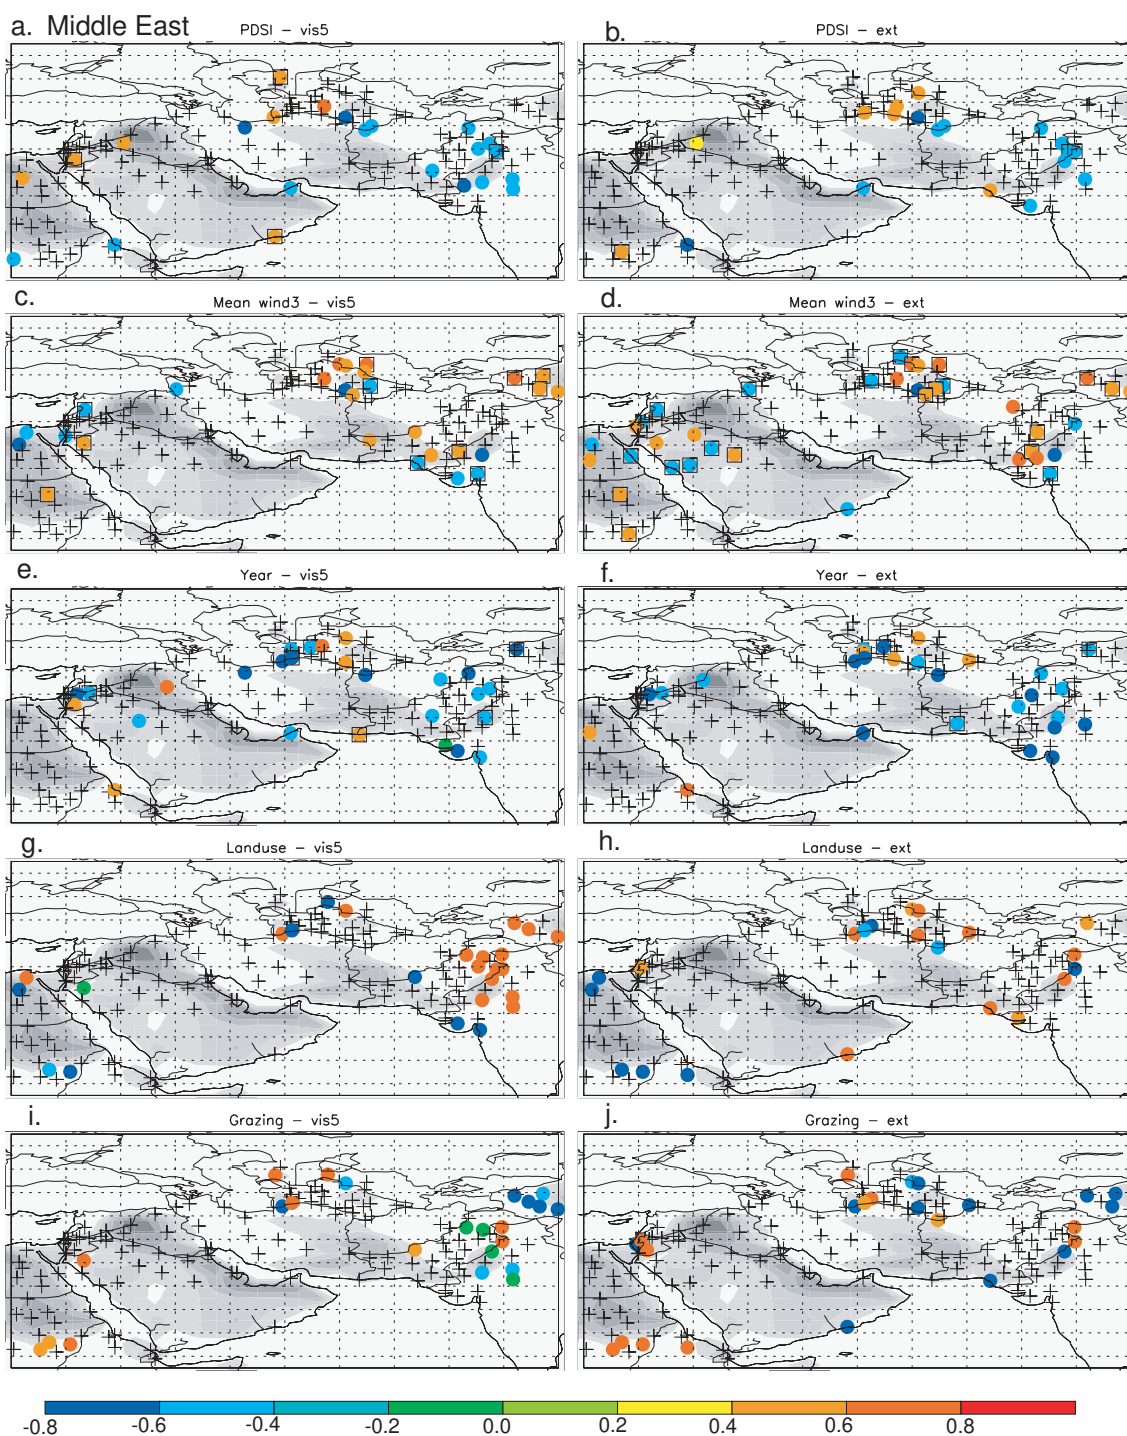 a. Middle East
PDSI – vis5
b.
PDSI – ext
c.
Mean wind3 – vis5
d.
Mean wind3 – ext
e.
Year – vis5
f.
Year – ext
g.
Landuse – vis5
h.
Landuse – ext
i.
Grazing – vis5
j.
Grazing – ext
-0.8 -0.6 -0.4 -0.2 0.0 0.2 0.4 0.6 0.8